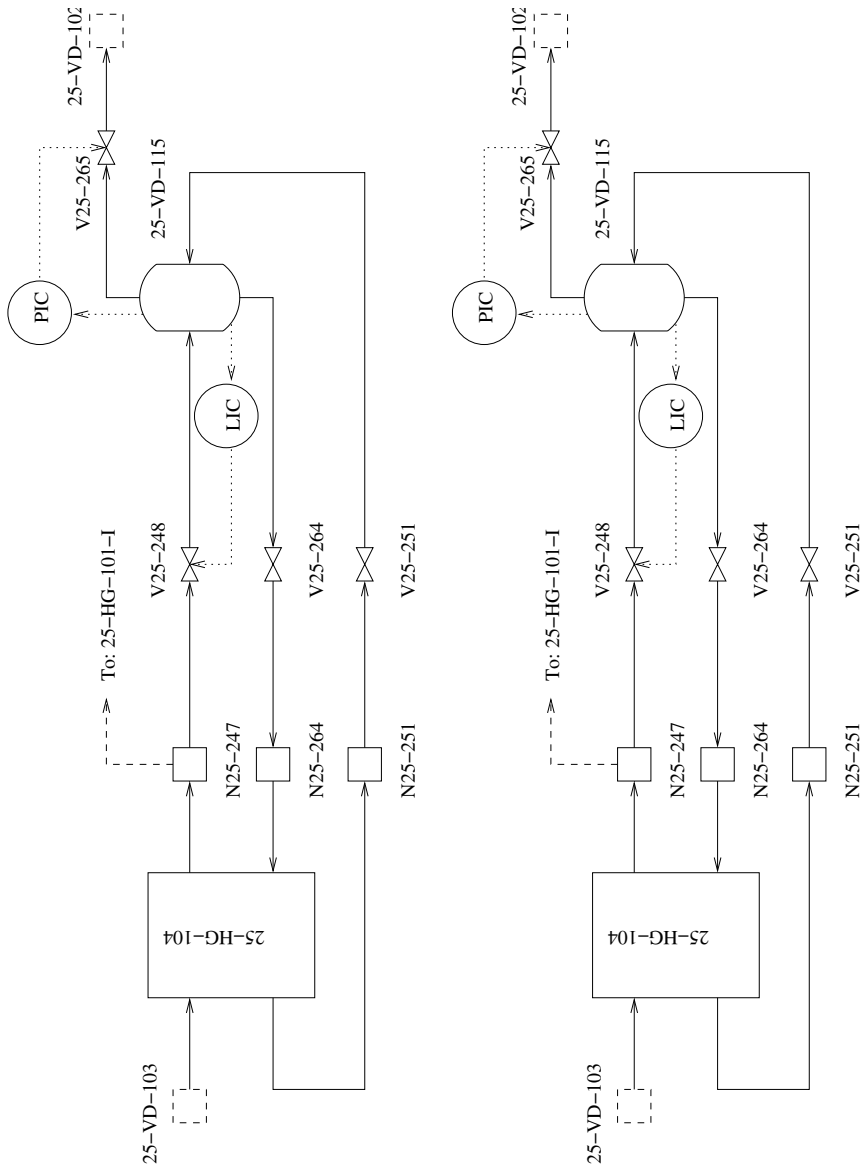 25-VD-102
V25-265
25-VD-115
PIC
LIC
To: 25-HG-101-I
V25-248
V25-264
V25-251
N25-247
N25-264
N25-251
25-HG-104
25-VD-103
25-VD-102
V25-265
25-VD-115
PIC
LIC
To: 25-HG-101-I
V25-248
V25-264
V25-251
N25-247
N25-264
N25-251
25-HG-104
25-VD-103